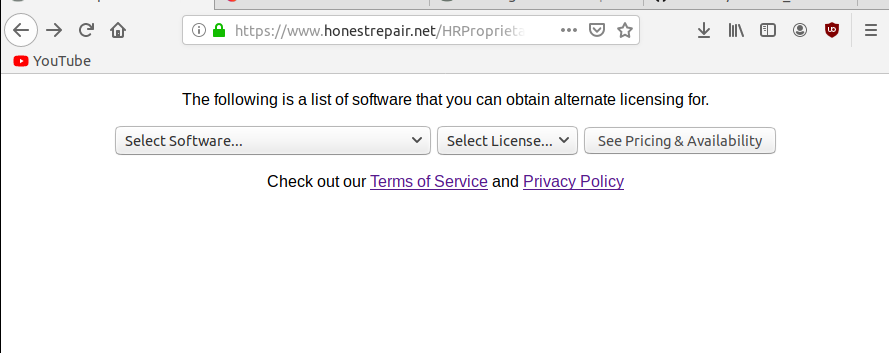 https://www.honestrepair.net/HRProprieta
YouTube
The following is a list of software that you can obtain alternate licensing for.
Select Software...
Select License...
See Pricing & Availability
Check out our Terms of Service and Privacy Policy